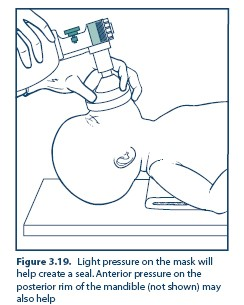 Figure 3.19. Light pressure on the mask will
help create a seal. Anterior pressure on the
posterior rim of the mandible (not shown) may
also help